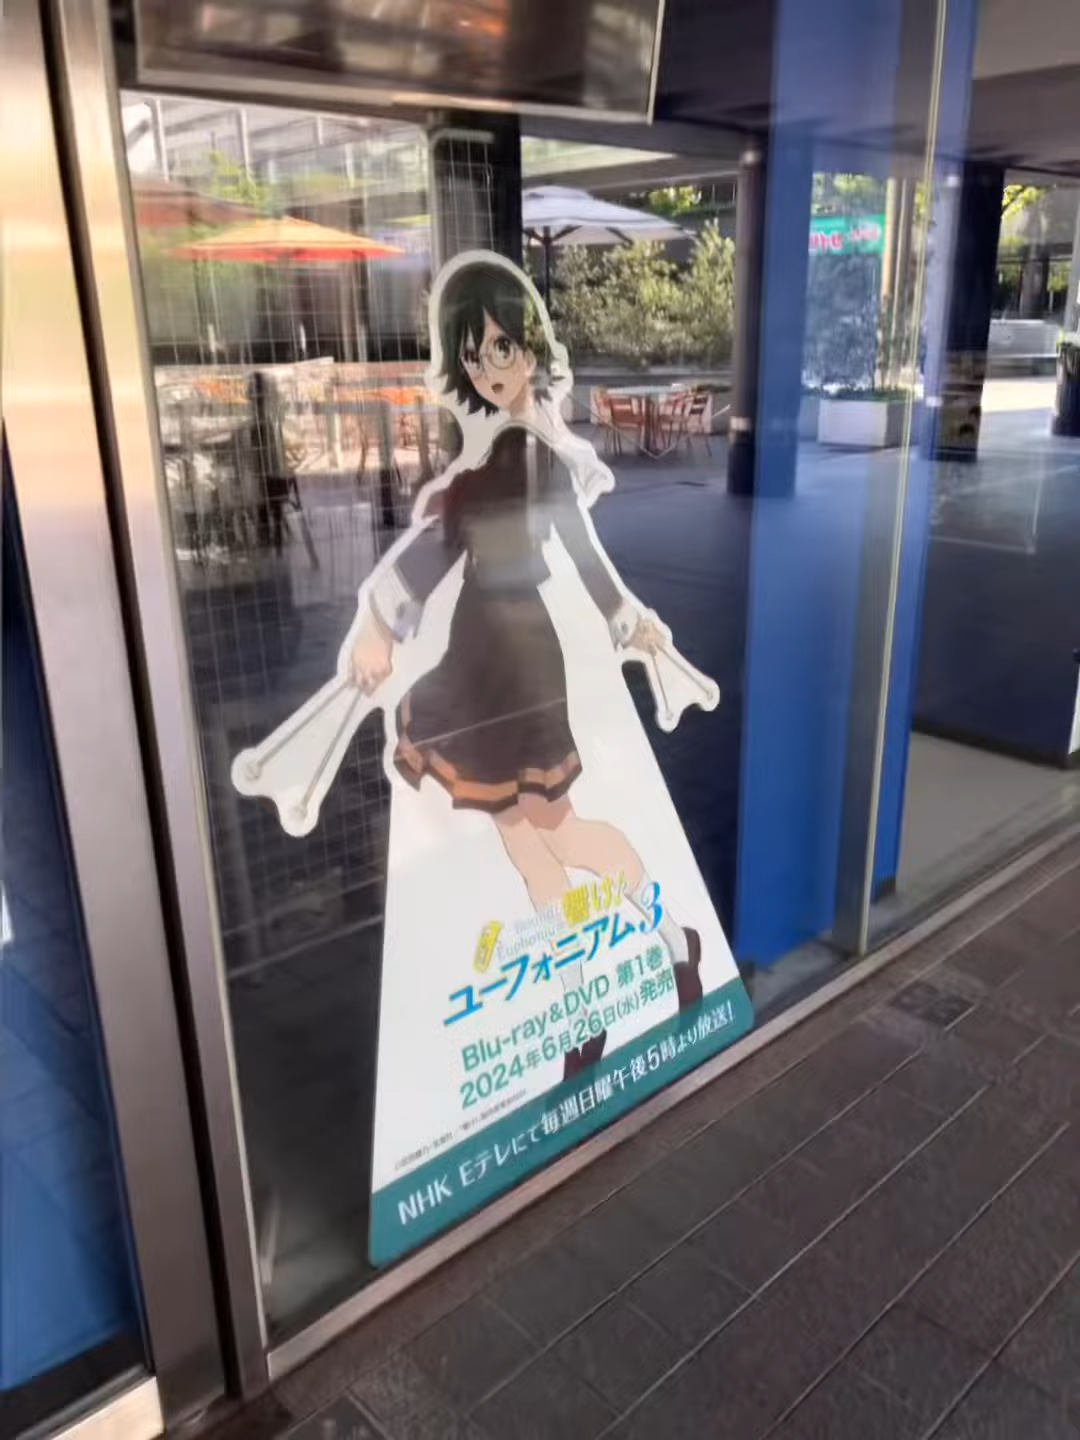 響け!
Sound!
Euphonium
ユーフォニアム3
Blu-ray&DVD 第1巻
2024年6月26日(水)発売
NHK Eテレにて毎週日曜午後5時より放送!